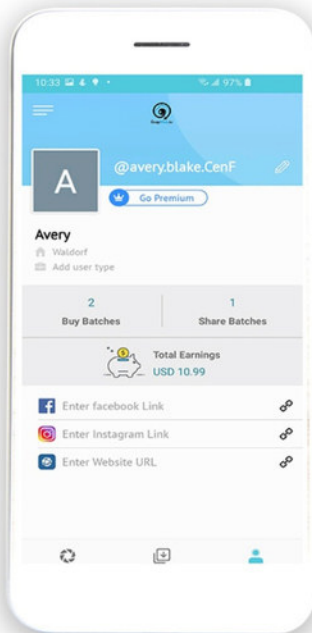 10:33
97%
@avery.blake.CenF
A
Go Premium
Avery
Waldorf
Add user type
2
1
Buy Batches
Share Batches
Total Earnings
USD 10.99
Enter facebook Link
Enter Instagram Link
Enter Website URL